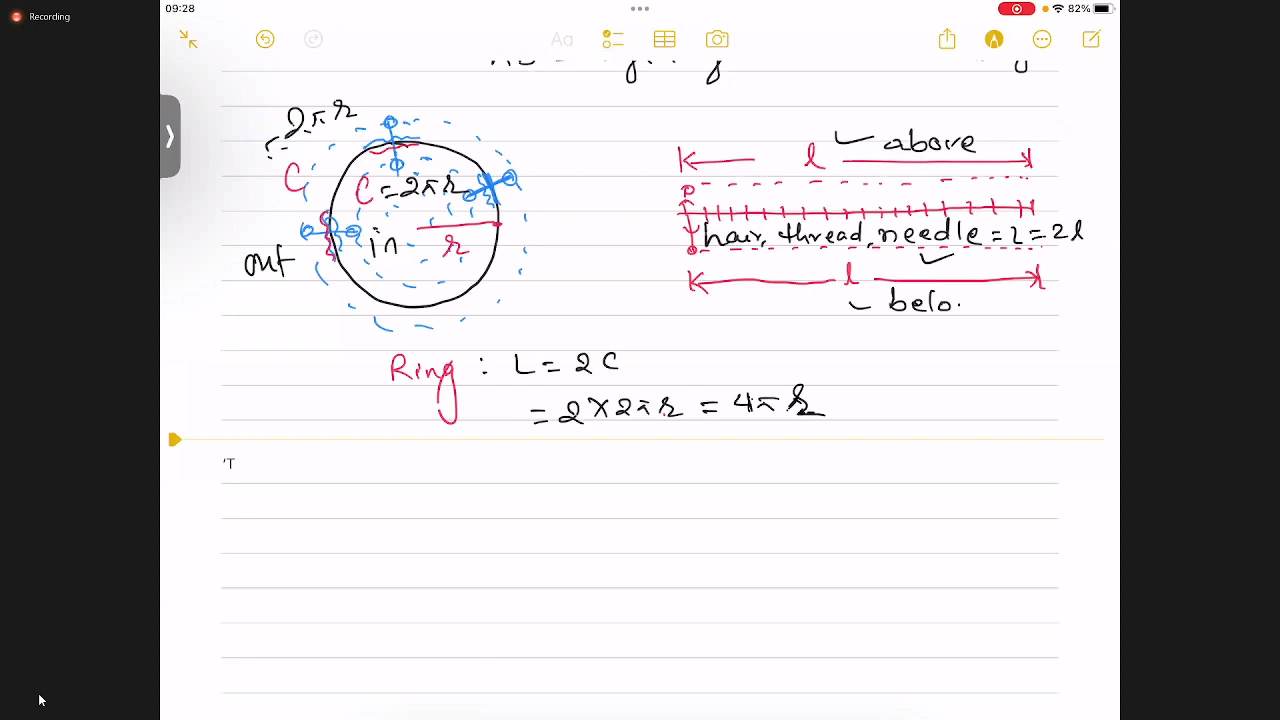 Recording
09:28
82%
Aa
2πr
C
C = 2πr
in
r
out
l
above
hair, thread, needle = L = 2l
l
belo.
Ring : L = 2C
= 2 × 2πr = 4πr
'T